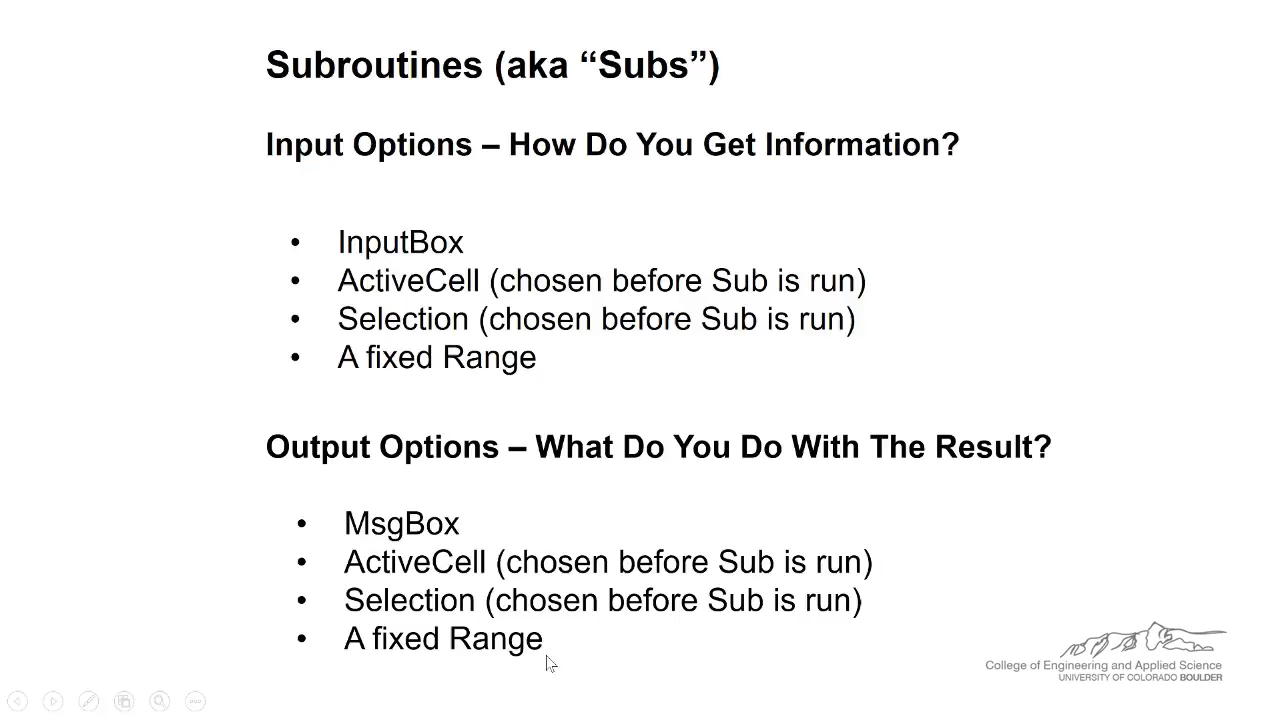 Subroutines (aka “Subs”)
Input Options – How Do You Get Information?
• InputBox
• ActiveCell (chosen before Sub is run)
• Selection (chosen before Sub is run)
• A fixed Range
Output Options – What Do You Do With The Result?
• MsgBox
• ActiveCell (chosen before Sub is run)
• Selection (chosen before Sub is run)
• A fixed Range
College of Engineering and Applied Science
UNIVERSITY OF COLORADO BOULDER